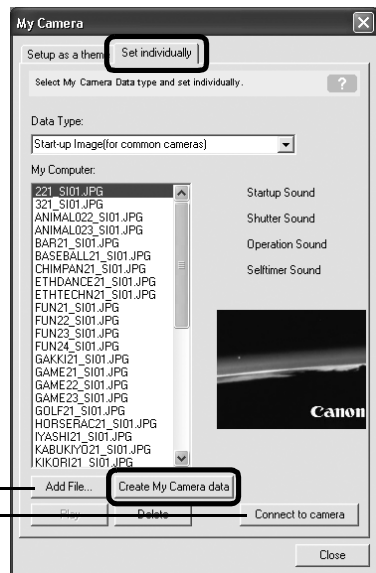 My Camera
Setup as a them
Set individually
Select My Camera Data type and set individually.
?
Data Type:
Start-up Image(for common cameras)
My Computer:
221_SI01.JPG
321_SI01.JPG
ANIMAL022_SI01.JPG
ANIMAL023_SI01.JPG
BAR21_SI01.JPG
BASEBALL21_SI01.JPG
CHIMPAN21_SI01.JPG
ETHDANCE21_SI01.JPG
ETHTECHN21_SI01.JPG
FUN21_SI01.JPG
FUN22_SI01.JPG
FUN23_SI01.JPG
FUN24_SI01.JPG
GAKKI21_SI01.JPG
GAME21_SI01.JPG
GAME22_SI01.JPG
GAME23_SI01.JPG
GOLF21_SI01.JPG
HORSERAC21_SI01.JPG
IYASHI21_SI01.JPG
KABUKIYO21_SI01.JPG
KIKORI21_SI01.JPG
Startup Sound
Shutter Sound
Operation Sound
Selftimer Sound
Canon
Add File...
Create My Camera data
Play
Delete
Connect to camera
Close